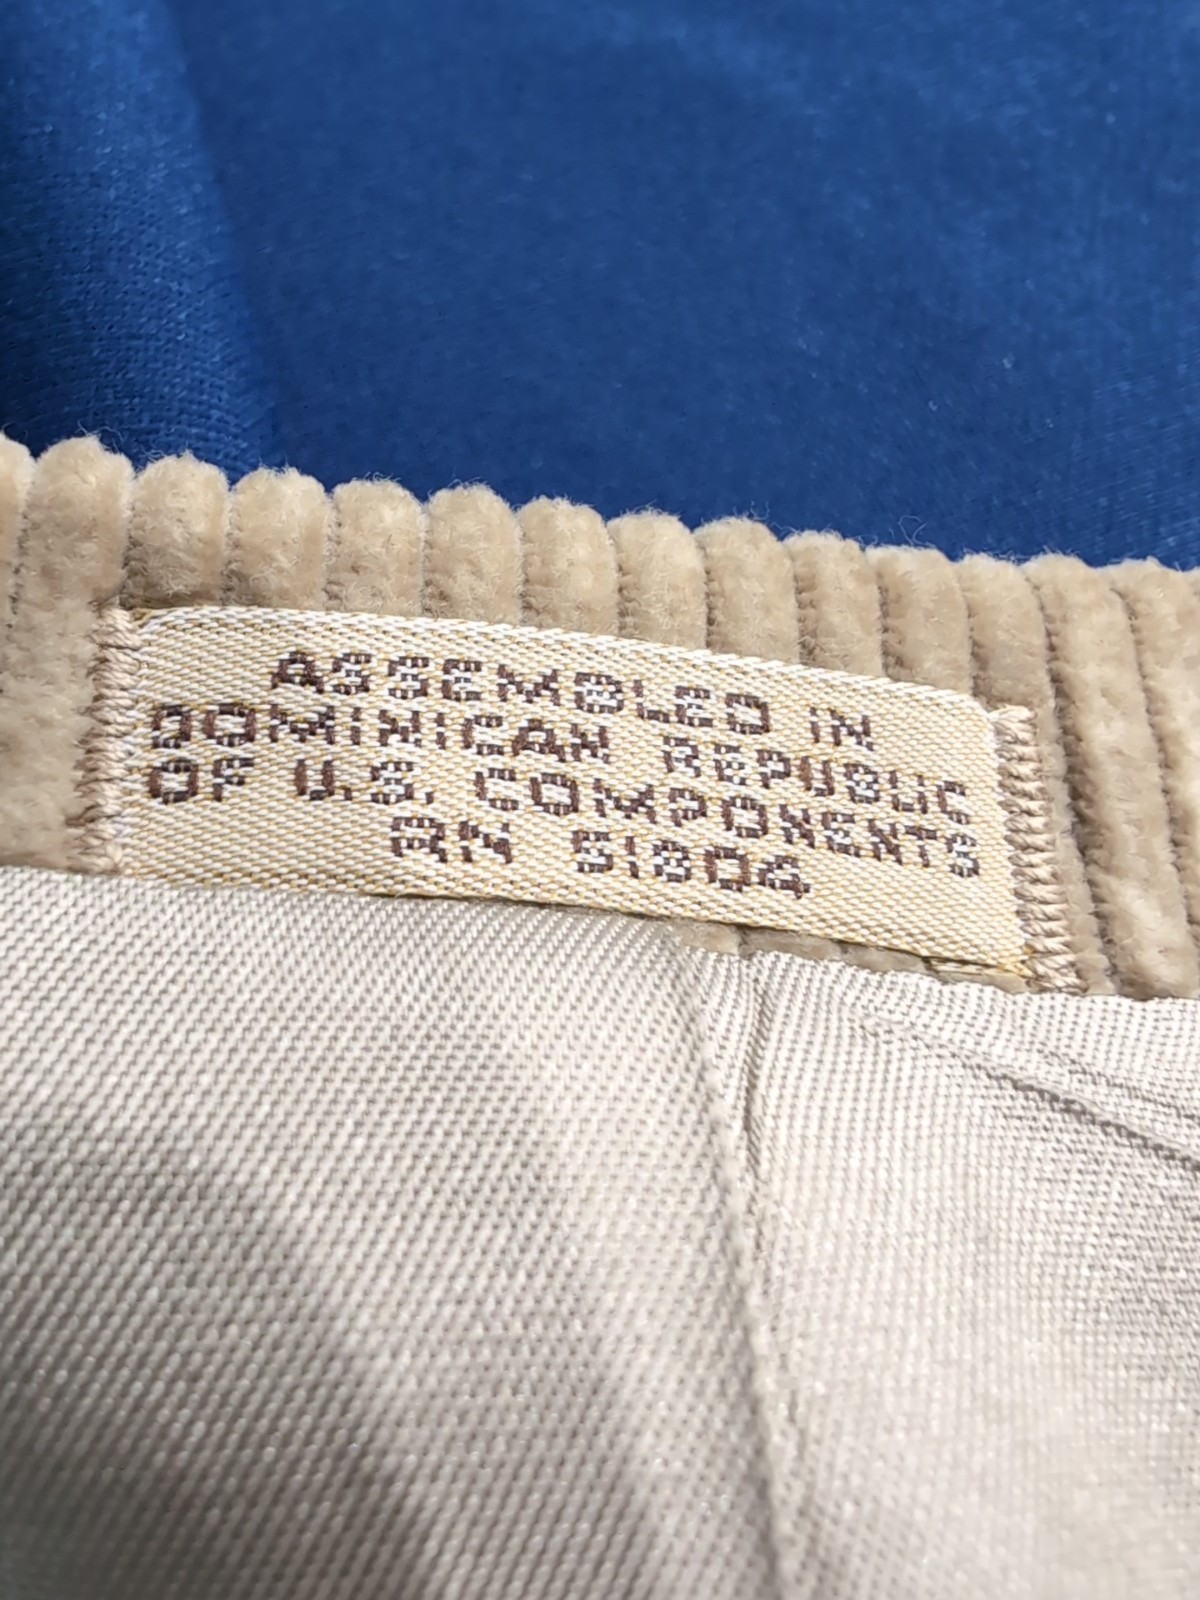 ASSEMBLED IN
DOMINICAN REPUBLIC
OF U.S. COMPONENTS
RN 51804